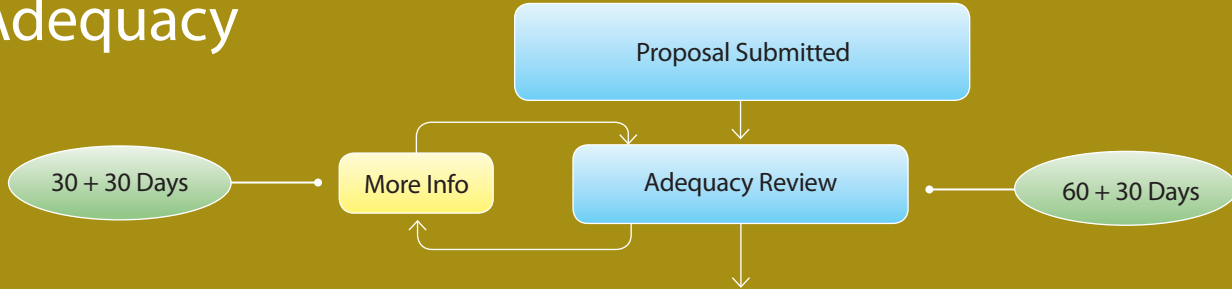 Adequacy
Proposal Submitted
30 + 30 Days
More Info
Adequacy Review
60 + 30 Days